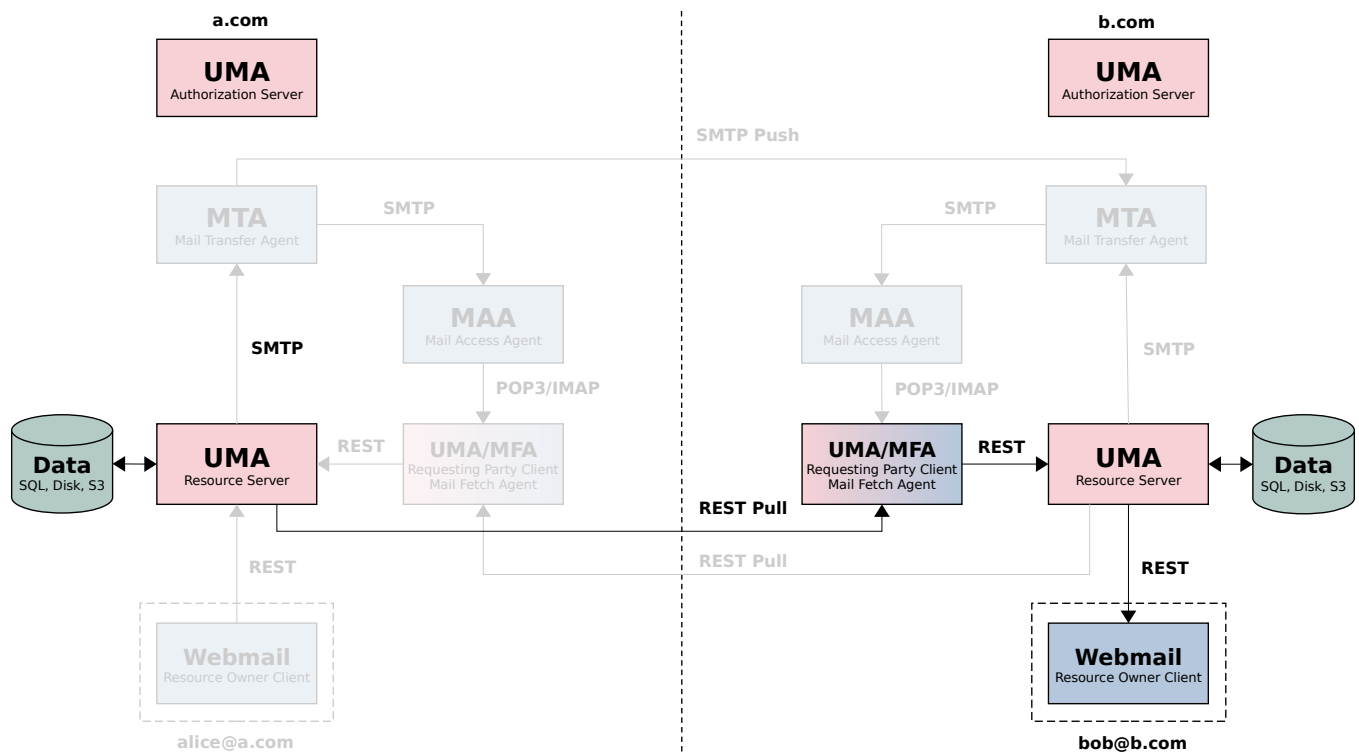 a.com
b.com
UMA
Authorization Server
UMA
Authorization Server
SMTP Push
MTA
Mail Transfer Agent
SMTP
SMTP
MTA
Mail Transfer Agent
MAA
Mail Access Agent
MAA
Mail Access Agent
SMTP
SMTP
POP3/IMAP
POP3/IMAP
Data
SQL, Disk, S3
UMA
Resource Server
REST
UMA/MFA
Requesting Party Client
Mail Fetch Agent
UMA/MFA
Requesting Party Client
Mail Fetch Agent
REST
UMA
Resource Server
Data
SQL, Disk, S3
REST Pull
REST Pull
REST
REST
Webmail
Resource Owner Client
Webmail
Resource Owner Client
alice@a.com
bob@b.com